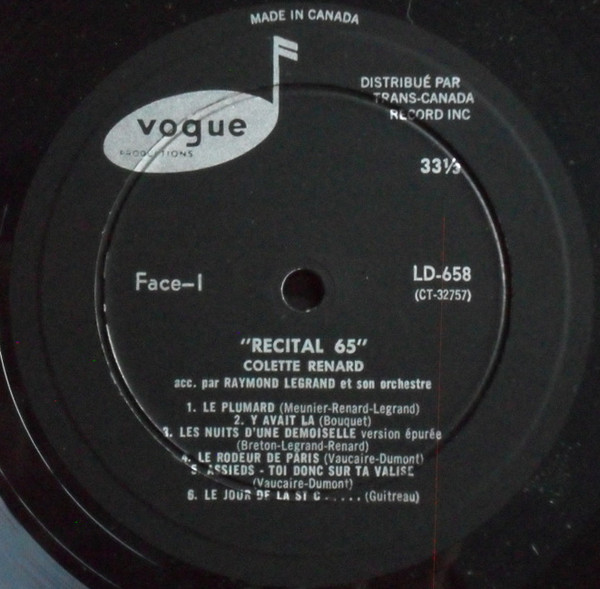 MADE IN CANADA
vogue
PRODUCTIONS
DISTRIBUÉ PAR
TRANS-CANADA
RECORD INC
33⅓
Face-I
LD-658
(CT-32757)
"RECITAL 65"
COLETTE RENARD
acc. par RAYMOND LEGRAND et son orchestre
1. LE PLUMARD (Meunier-Renard-Legrand)
2. Y AVAIT LA (Bouquet)
3. LES NUITS D'UNE DEMOISELLE version épurée
(Breton-Legrand-Renard)
4. LE RODEUR DE PARIS (Vaucaire-Dumont)
5. ASSIEDS - TOI DONC SUR TA VALISE
(Vaucaire-Dumont)
6. LE JOUR DE LA ST C..... (Guitreau)